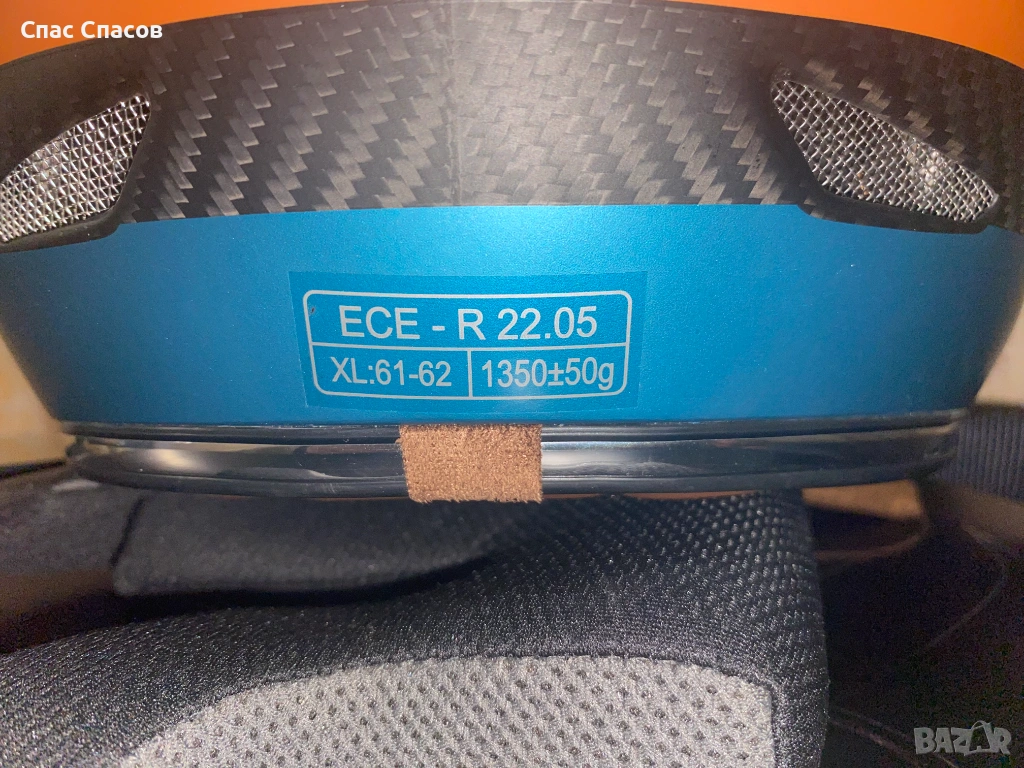 Спас Спасов
ECE - R 22.05
XL:61-62 1350±50g
BAZAR